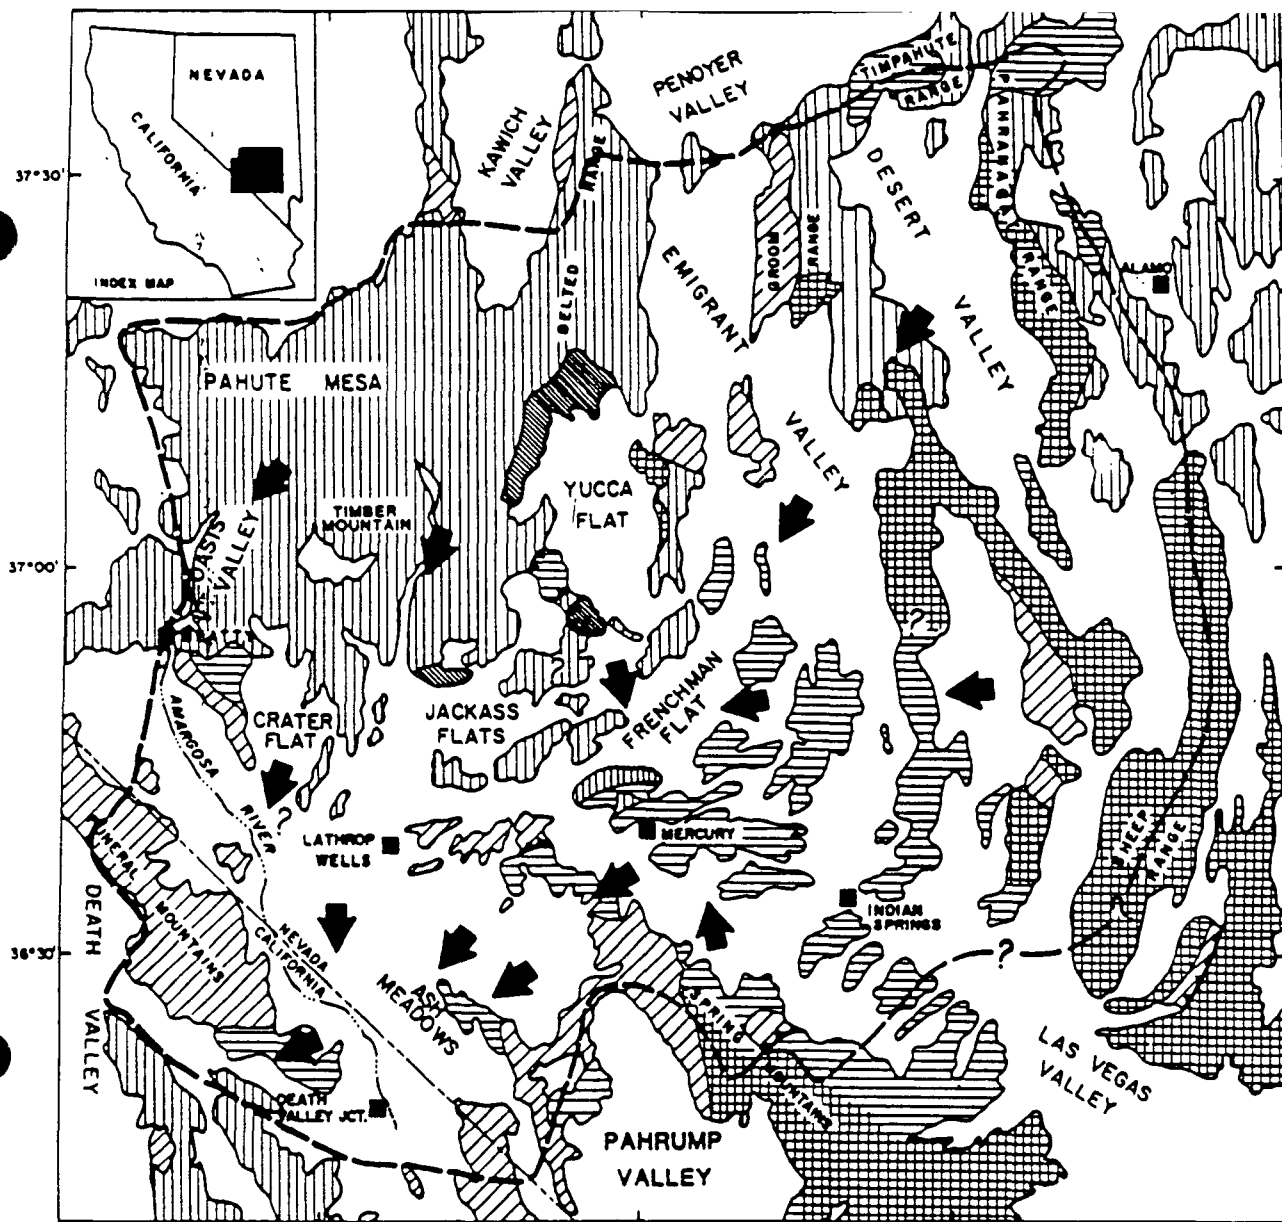 NEVADA
CALIFORNIA
INDEX MAP
KAWICH
VALLEY
PENOYER
VALLEY
TIMPAHUTE
RANGE
PAHRANAGAT
RANGE
37°30'
BELTED
RANGE
GROOM
RANGE
DESERT
VALLEY
EMIGRANT
VALLEY
ALAMO
PAHUTE MESA
TIMBER
MOUNTAIN
YUCCA
FLAT
OASIS
VALLEY
37°00'
BEATTY
?
CRATER
FLAT
JACKASS
FLATS
FRENCHMAN
FLAT
AMARGOSA
RIVER
?
LATHROP
WELLS
MERCURY
SHEEP
RANGE
INDIAN
SPRINGS
FUNERAL
MOUNTAINS
DEATH
VALLEY
36°30'
NEVADA
CALIFORNIA
ASH
MEADOWS
?
SPRING
MOUNTAINS
LAS VEGAS
VALLEY
DEATH
VALLEY JCT.
PAHRUMP
VALLEY